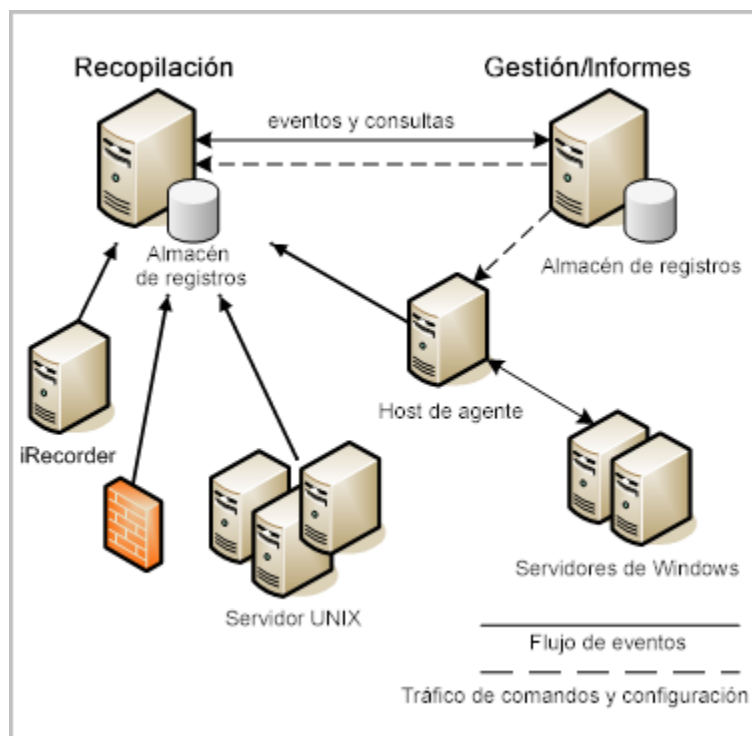 Recopilación
Gestión/Informes
eventos y consultas
Almacén
de registros
Almacén de registros
Host de agente
iRecorder
Servidor UNIX
Servidores de Windows
Flujo de eventos
Tráfico de comandos y configuración